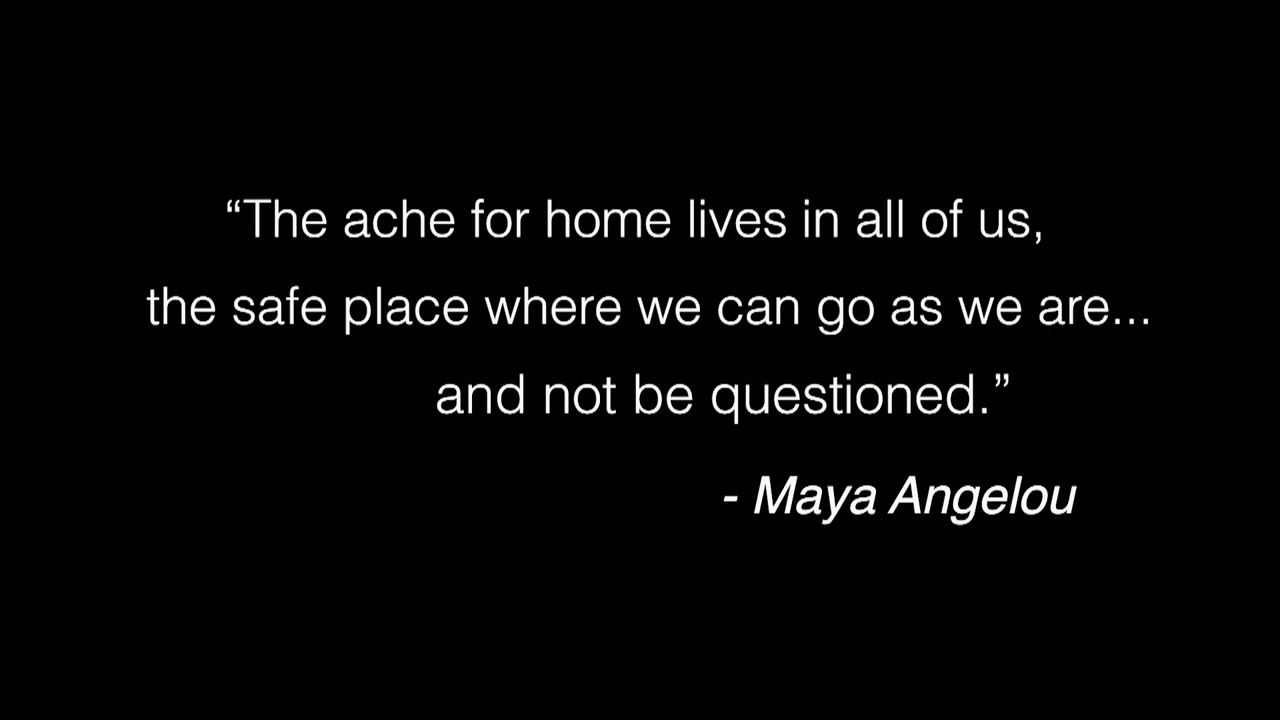 “The ache for home lives in all of us,
the safe place where we can go as we are...
and not be questioned.”
- Maya Angelou